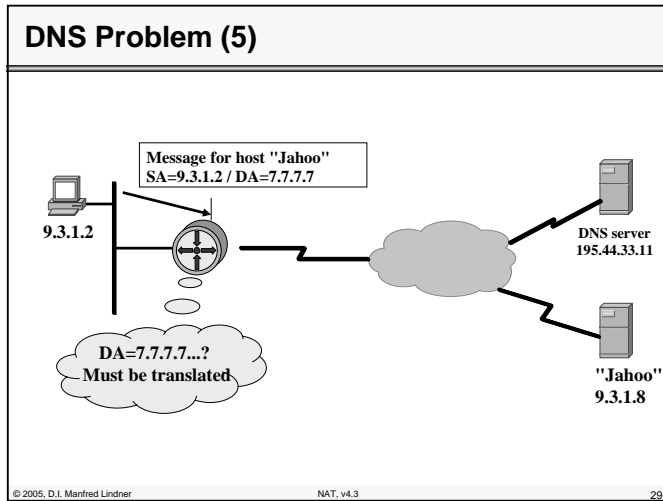 DNS Problem (5)
Message for host "Jahoo"
SA=9.3.1.2 / DA=7.7.7.7
9.3.1.2
DNS server
195.44.33.11
DA=7.7.7.7...?
Must be translated
"Jahoo"
9.3.1.8
© 2005, D.I. Manfred Lindner
NAT, v4.3
29